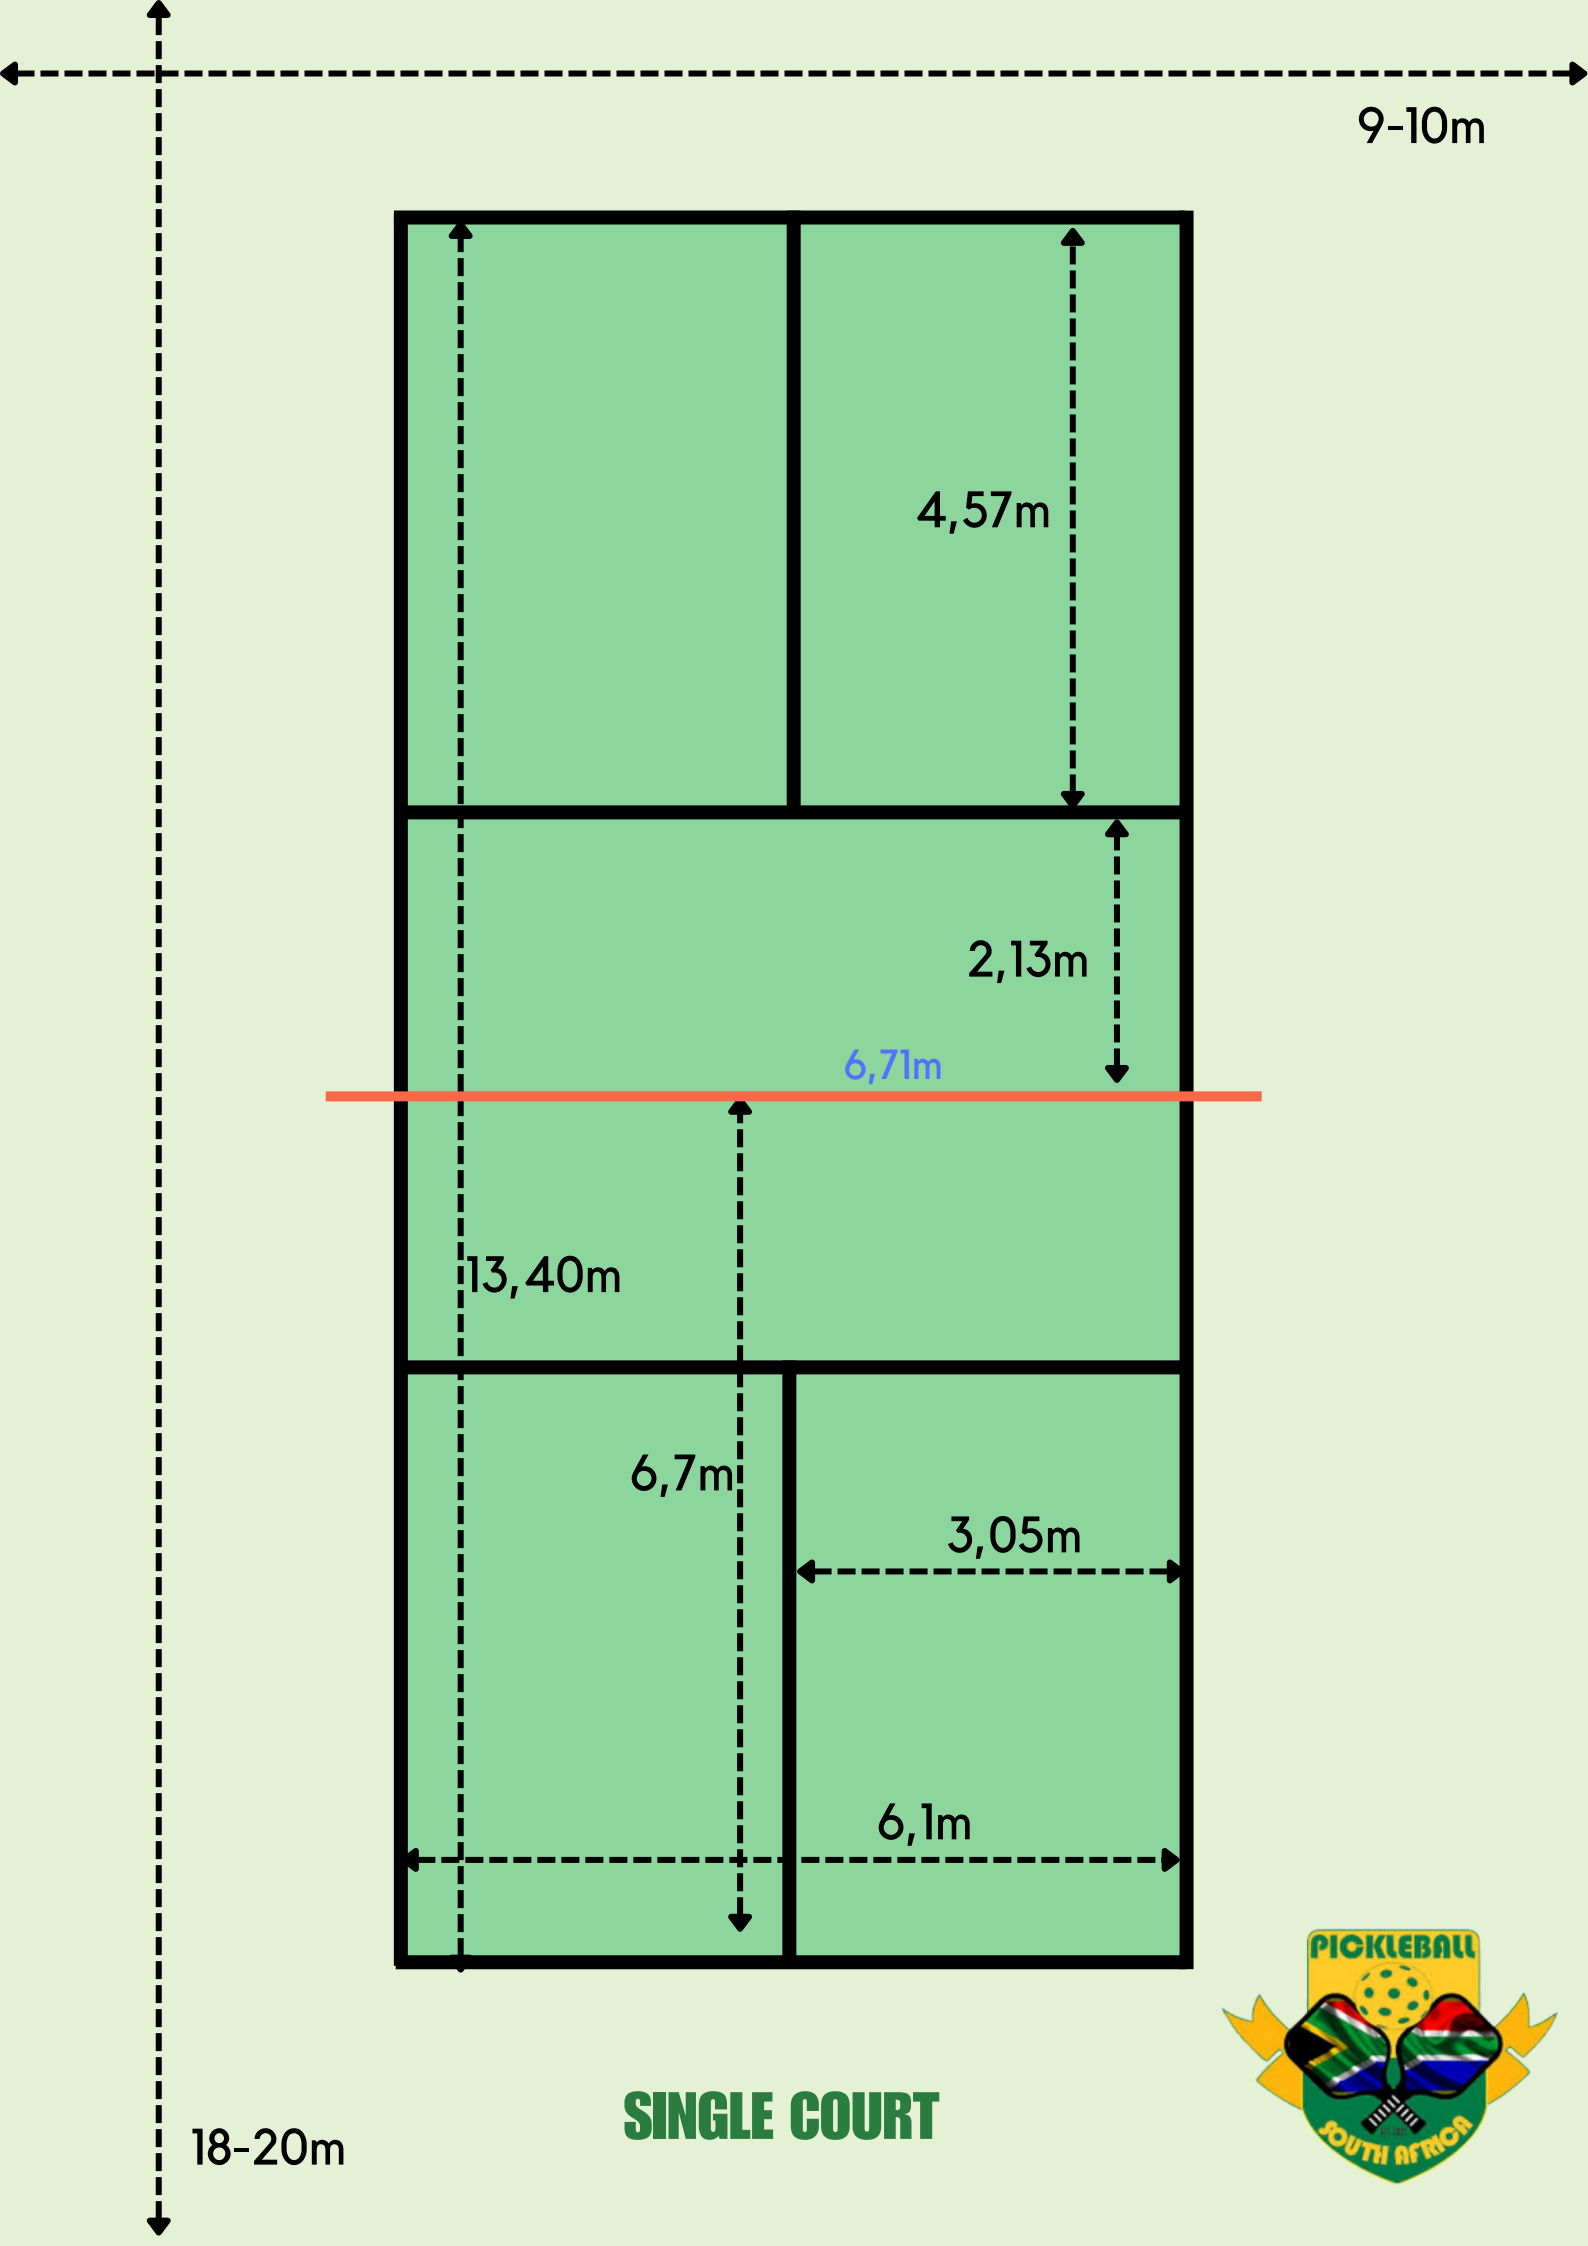 9-10m
4,57m
2,13m
6,71m
13,40m
6,7m
3,05m
6,1m
PICKLEBALL
SOUTH AFRICA
SINGLE COURT
18-20m